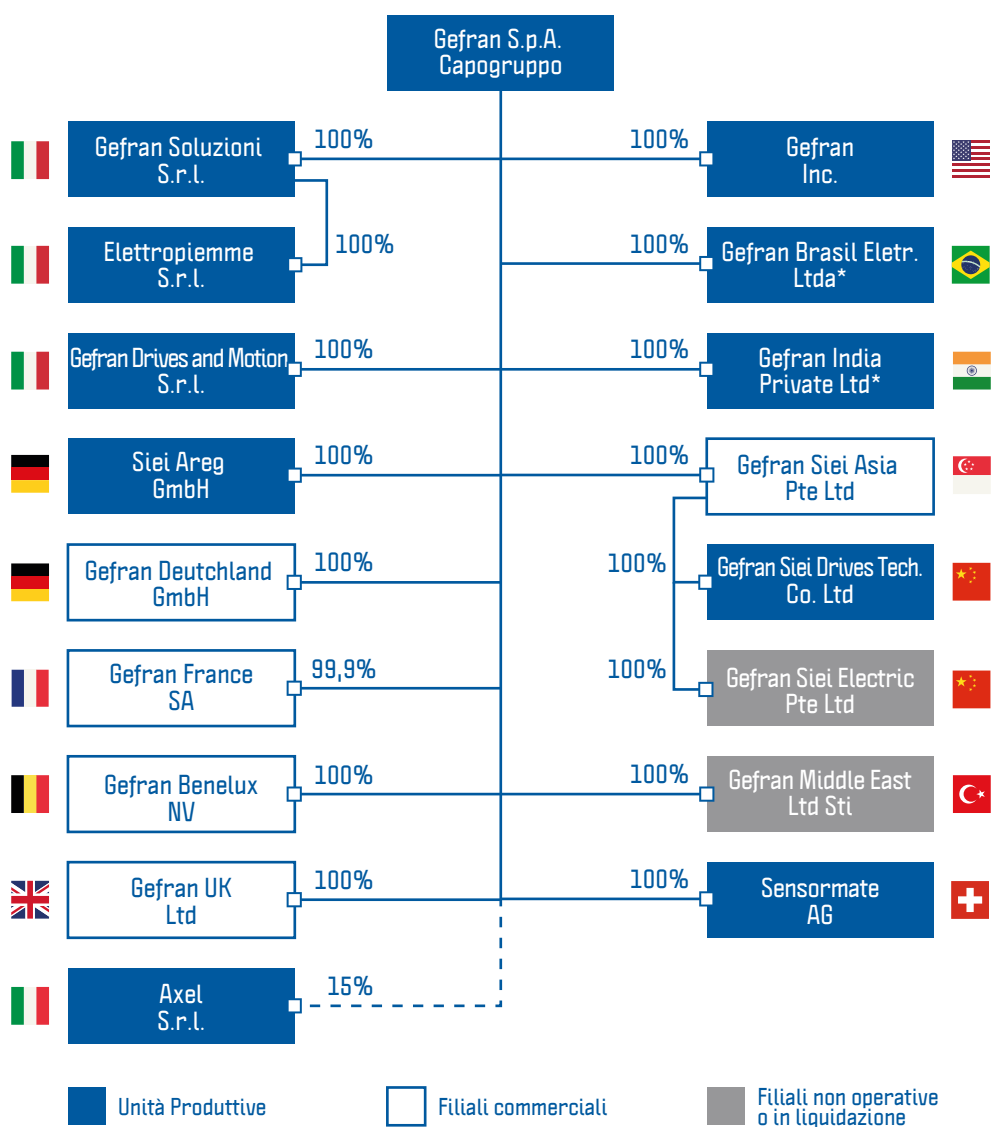 Gefran S.p.A.
Capogruppo
Gefran Soluzioni
S.r.l.
100%
100%
Gefran
Inc.
Elettropiemme
S.r.l.
100%
100%
Gefran Brasil Eletr.
Ltda*
Gefran Drives and Motion
S.r.l.
100%
100%
Gefran India
Private Ltd*
Siei Areg
GmbH
100%
100%
Gefran Siei Asia
Pte Ltd
Gefran Deutchland
GmbH
100%
100%
Gefran Siei Drives Tech.
Co. Ltd
Gefran France
SA
99,9%
100%
Gefran Siei Electric
Pte Ltd
Gefran Benelux
NV
100%
100%
Gefran Middle East
Ltd Sti
Gefran UK
Ltd
100%
100%
Sensormate
AG
Axel
S.r.l.
15%
Unità Produttive
Filiali commerciali
Filiali non operative
o in liquidazione